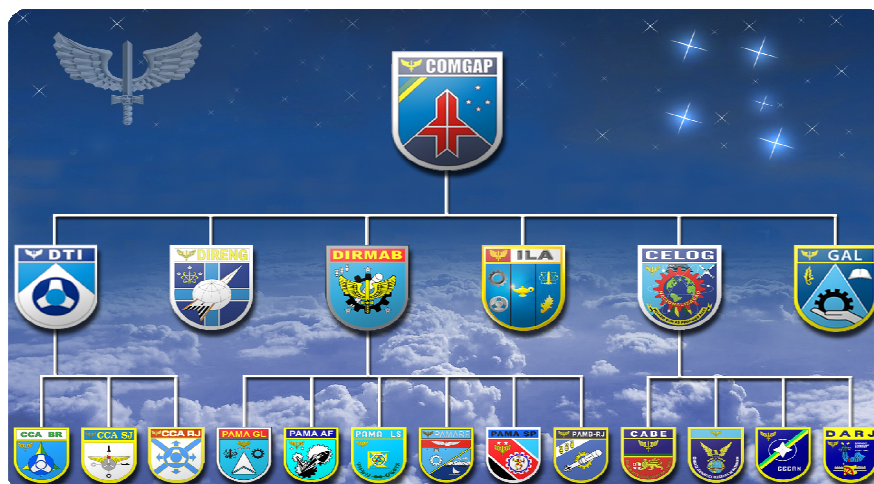 COMGAP
DTI
DIRENG
DIRMAB
ILA
CELOG
GAL
CCA BR
CCA SJ
CCA RJ
PAMA GL
PAMA AF
PAMA LS
PAMARF
PAMA SP
PAMB-RJ
CABE
DARJ